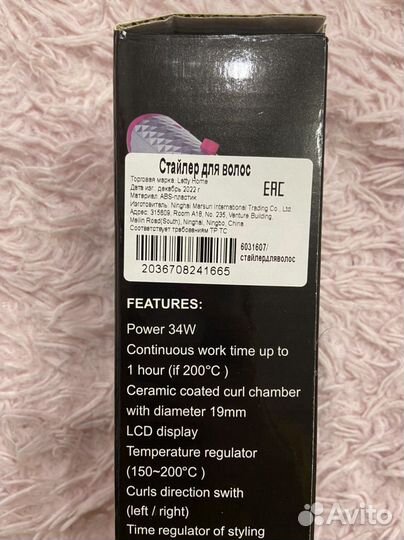 Стайлер для волос
Торговая марка: Letty Home
Дата изг. декабрь 2022 г
Материал: ABS-пластик
Изготовитель: Ninghai Marsun International Trading Co., Ltd
Адрес: 315609, Room A18, No. 235, Venture Building,
Meilin Road(South), Ninghai, Ningbo, China
Соответствует требованиям ТР ТС
EAC
6031607/
стайлердляволос
2036708241665
FEATURES:
Power 34W
Continuous work time up to
1 hour (if 200°C )
Ceramic coated curl chamber
with diameter 19mm
LCD display
Temperature regulator
(150~200°C )
Curls direction swith
(left / right)
Time regulator of styling
Avito